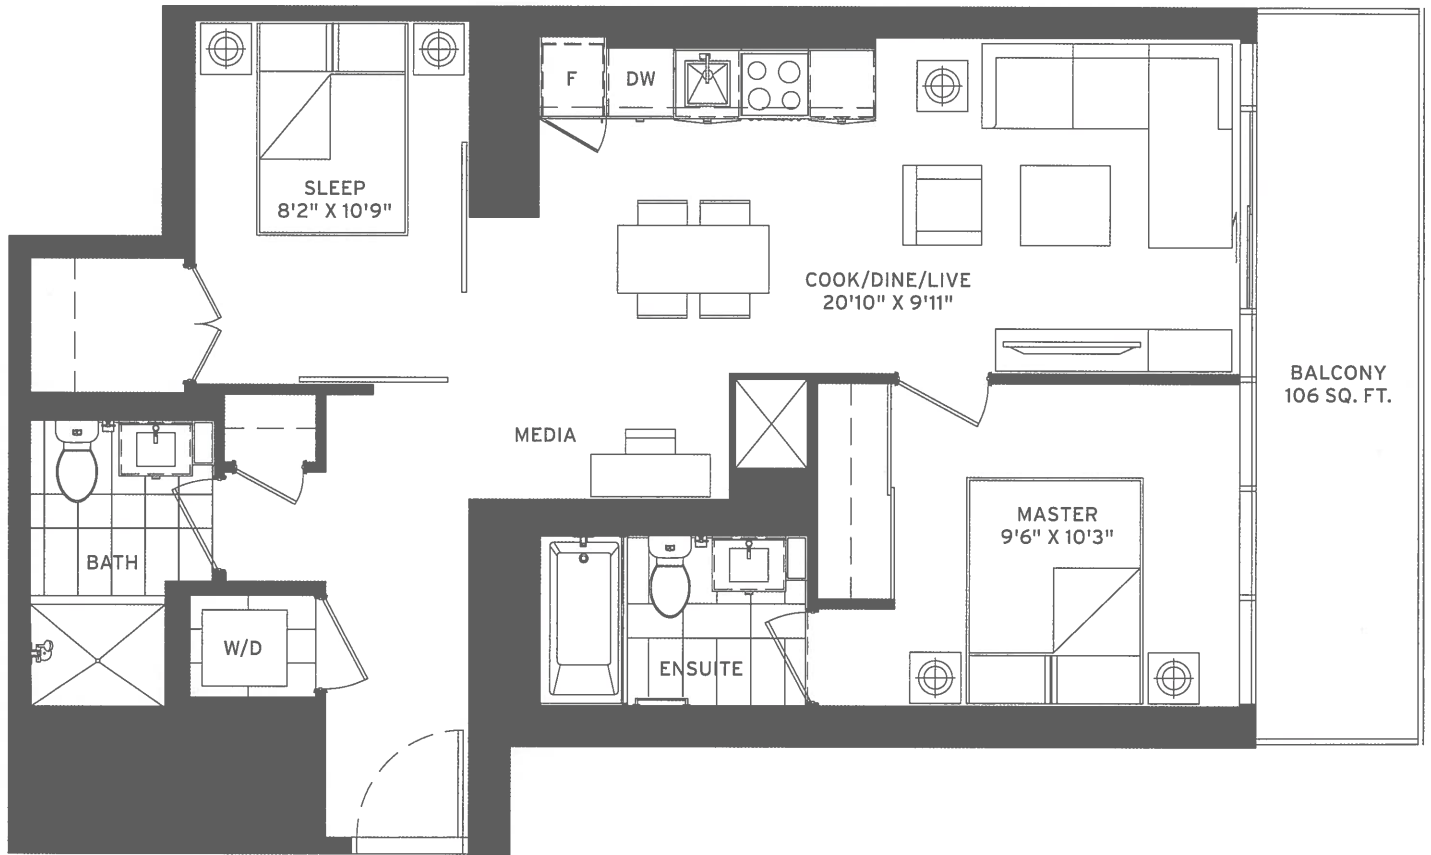 F
DW
SLEEP
8'2" X 10'9"
COOK/DINE/LIVE
20'10" X 9'11"
BALCONY
106 SQ. FT.
MEDIA
MASTER
9'6" X 10'3"
BATH
W/D
ENSUITE